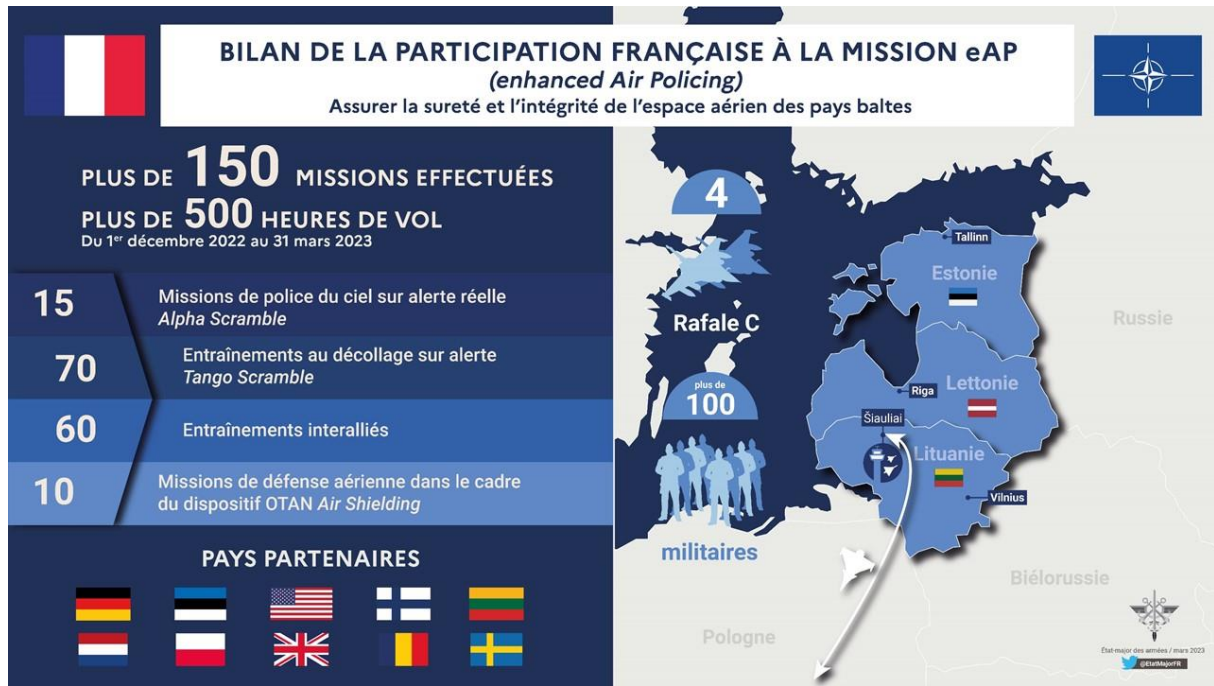 BILAN DE LA PARTICIPATION FRANÇAISE À LA MISSION eAP
(enhanced Air Policing)
Assurer la sureté et l'intégrité de l'espace aérien des pays baltes
PLUS DE 150 MISSIONS EFFECTUÉES
PLUS DE 500 HEURES DE VOL
Du 1er décembre 2022 au 31 mars 2023
15
Missions de police du ciel sur alerte réelle
Alpha Scramble
70
Entraînements au décollage sur alerte
Tango Scramble
60
Entraînements interalliés
10
Missions de défense aérienne dans le cadre
du dispositif OTAN Air Shielding
PAYS PARTENAIRES
4
Rafale C
plus de
100
militaires
Tallinn
Estonie
Russie
Riga
Lettonie
Šiauliai
Lituanie
Vilnius
Biélorussie
Pologne
État-major des armées / mars 2023
@EtatMajorFR